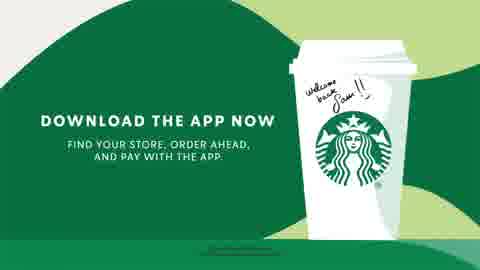 DOWNLOAD THE APP NOW
FIND YOUR STORE, ORDER AHEAD,
AND PAY WITH THE APP.
welcome
back
Sam!!
®